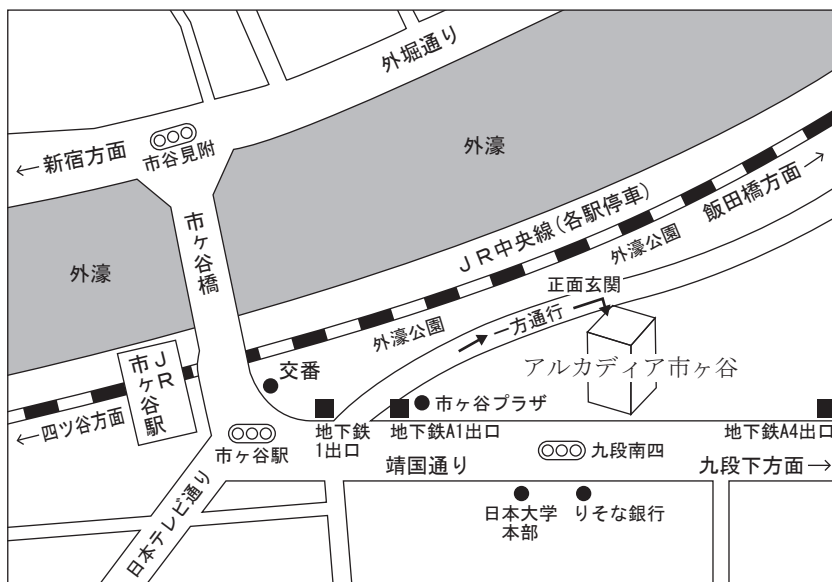 外堀通り
←新宿方面
市谷見附
外濠
外濠
市ヶ谷橋
JR中央線(各駅停車)
飯田橋方面→
外濠公園
外濠公園
正面玄関
→一方通行
アルカディア市ヶ谷
JR
市ヶ谷駅
←四ツ谷方面
交番
市ヶ谷プラザ
地下鉄
1出口
地下鉄A1出口
地下鉄A4出口
市ヶ谷駅
九段南四
靖国通り
九段下方面→
日本テレビ通り
日本大学
本部
りそな銀行